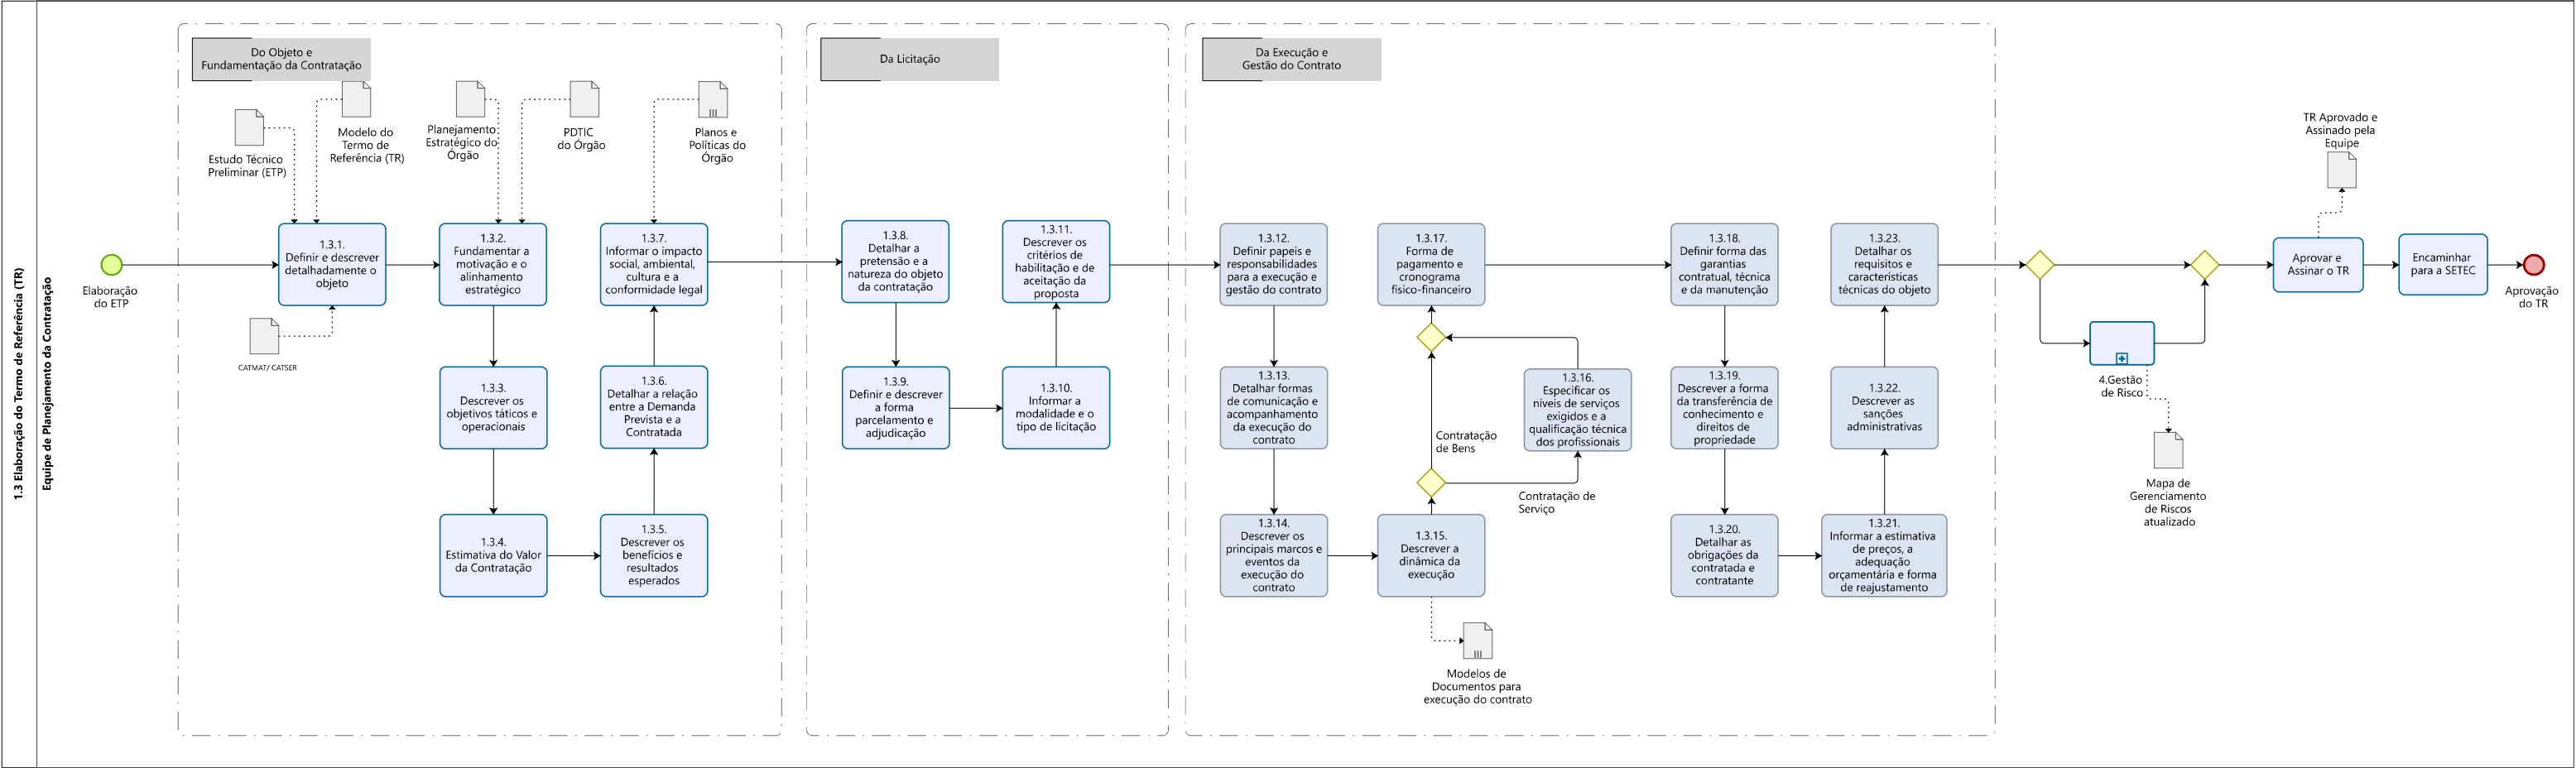 1.3 Elaboração do Termo de Referência (TR)
Equipe de Planejamento da Contratação
Elaboração
do ETP
Do Objeto e
Fundamentação da Contratação
Estudo Técnico
Preliminar (ETP)
Modelo do
Termo de
Referência (TR)
Planejamento
Estratégico do
Órgão
PDTIC
do Órgão
Planos e
Políticas do
Órgão
CATMAT/ CATSER
1.3.1.
Definir e descrever
detalhadamente o
objeto
1.3.2.
Fundamentar a
motivação e o
alinhamento
estratégico
1.3.3.
Descrever os
objetivos táticos e
operacionais
1.3.4.
Estimativa do Valor
da Contratação
1.3.5.
Descrever os
benefícios e
resultados
esperados
1.3.6.
Detalhar a relação
entre a Demanda
Prevista e a
Contratada
1.3.7.
Informar o impacto
social, ambiental,
cultura e a
conformidade legal
Da Licitação
1.3.8.
Detalhar a
pretensão e a
natureza do objeto
da contratação
1.3.9.
Definir e descrever
a forma
parcelamento e
adjudicação
1.3.10.
Informar a
modalidade e o
tipo de licitação
1.3.11.
Descrever os
critérios de
habilitação e de
aceitação da
proposta
Da Execução e
Gestão do Contrato
1.3.12.
Definir papeis e
responsabilidades
para a execução e
gestão do contrato
1.3.13.
Detalhar formas
de comunicação e
acompanhamento
da execução do
contrato
1.3.14.
Descrever os
principais marcos e
eventos da
execução do
contrato
1.3.15.
Descrever a
dinâmica da
execução
Modelos de
Documentos para
execução do contrato
Contratação
de Bens
Contratação de
Serviço
1.3.16.
Especificar os
níveis de serviços
exigidos e a
qualificação técnica
dos profissionais
1.3.17.
Forma de
pagamento e
cronograma
físico-financeiro
1.3.18.
Definir forma das
garantias
contratual, técnica
e da manutenção
1.3.19.
Descrever a forma
da transferência de
conhecimento e
direitos de
propriedade
1.3.20.
Detalhar as
obrigações da
contratada e
contratante
1.3.21.
Informar a estimativa
de preços, a
adequação
orçamentária e forma
de reajustamento
1.3.22.
Descrever as
sanções
administrativas
1.3.23.
Detalhar os
requisitos e
características
técnicas do objeto
4.Gestão
de Risco
Mapa de
Gerenciamento
de Riscos
atualizado
TR Aprovado e
Assinado pela
Equipe
Aprovar e
Assinar o TR
Encaminhar
para a SETEC
Aprovação
do TR